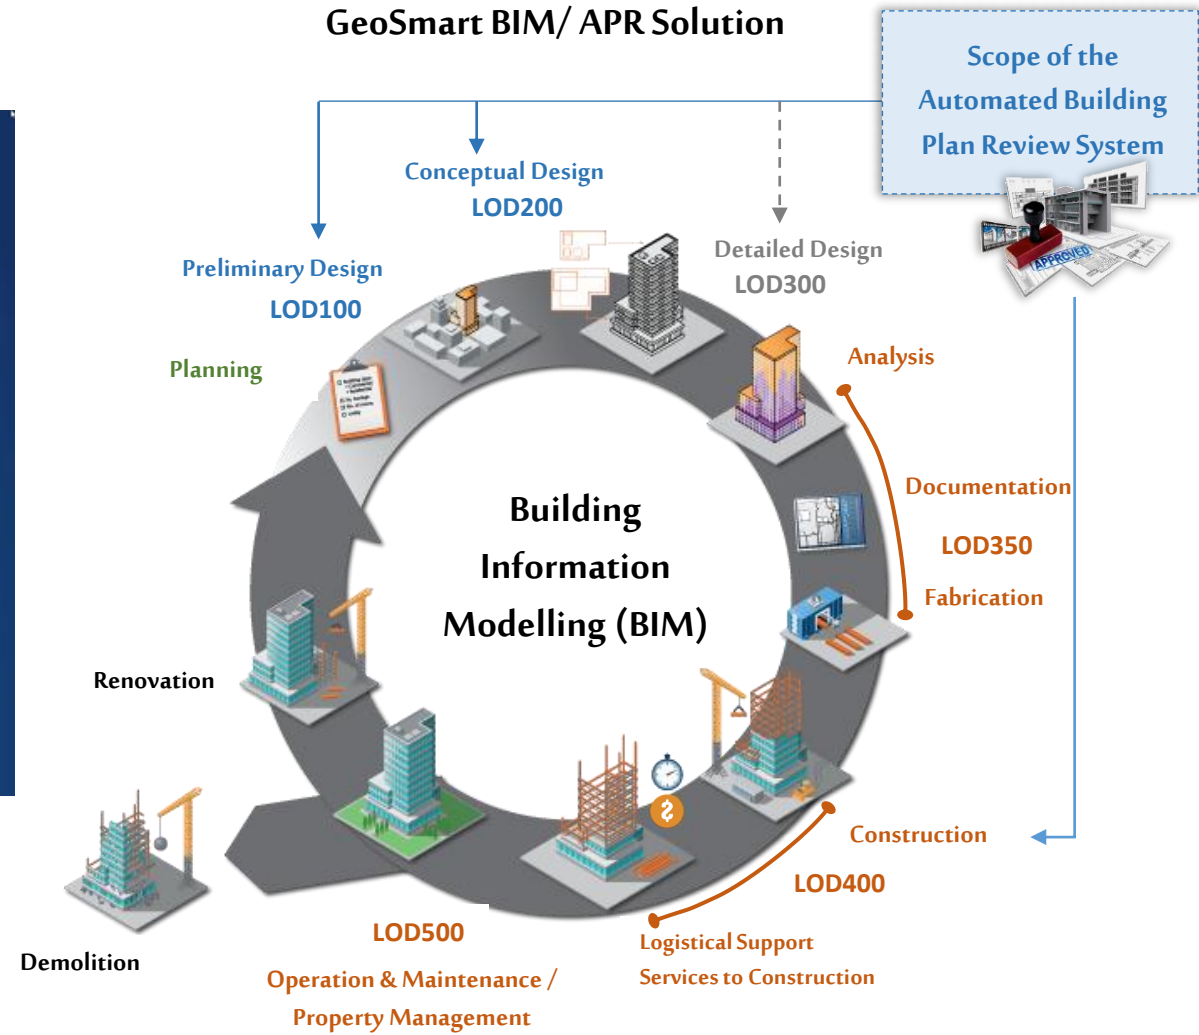 GeoSmart BIM/ APR Solution
Scope of the
Automated Building
Plan Review System
APPROVED
Conceptual Design
LOD200
Detailed Design
LOD300
Preliminary Design
LOD100
Planning
Analysis
Documentation
LOD350
Fabrication
Building
Information
Modelling (BIM)
Renovation
Construction
LOD400
Logistical Support
Services to Construction
LOD500
Operation & Maintenance /
Property Management
Demolition